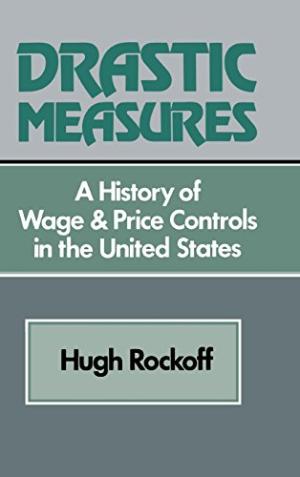 DRASTIC
MEASURES
A History of
Wage & Price Controls
in the United States
Hugh Rockoff